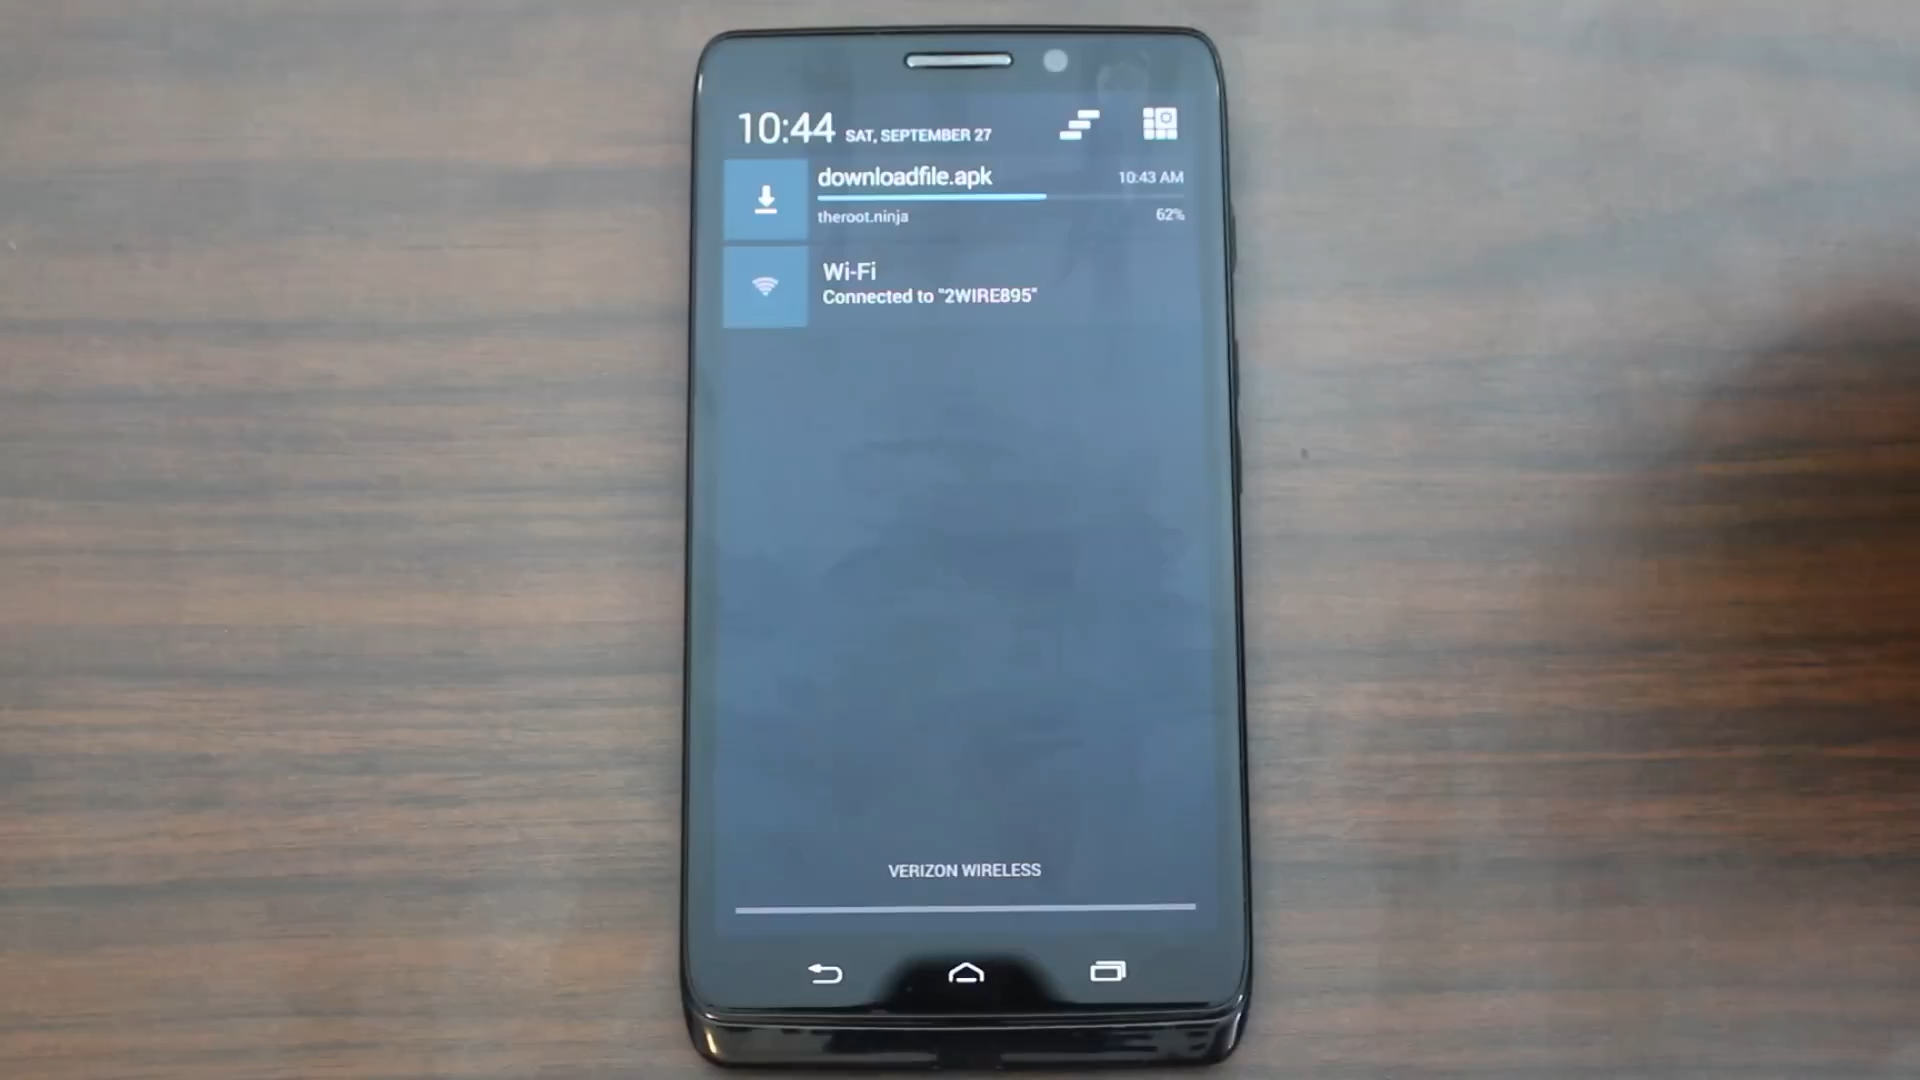 10:44 SAT, SEPTEMBER 27
downloadfile.apk 10:43 AM
theroot.ninja 62%
Wi-Fi
Connected to "2WIRE895"
VERIZON WIRELESS